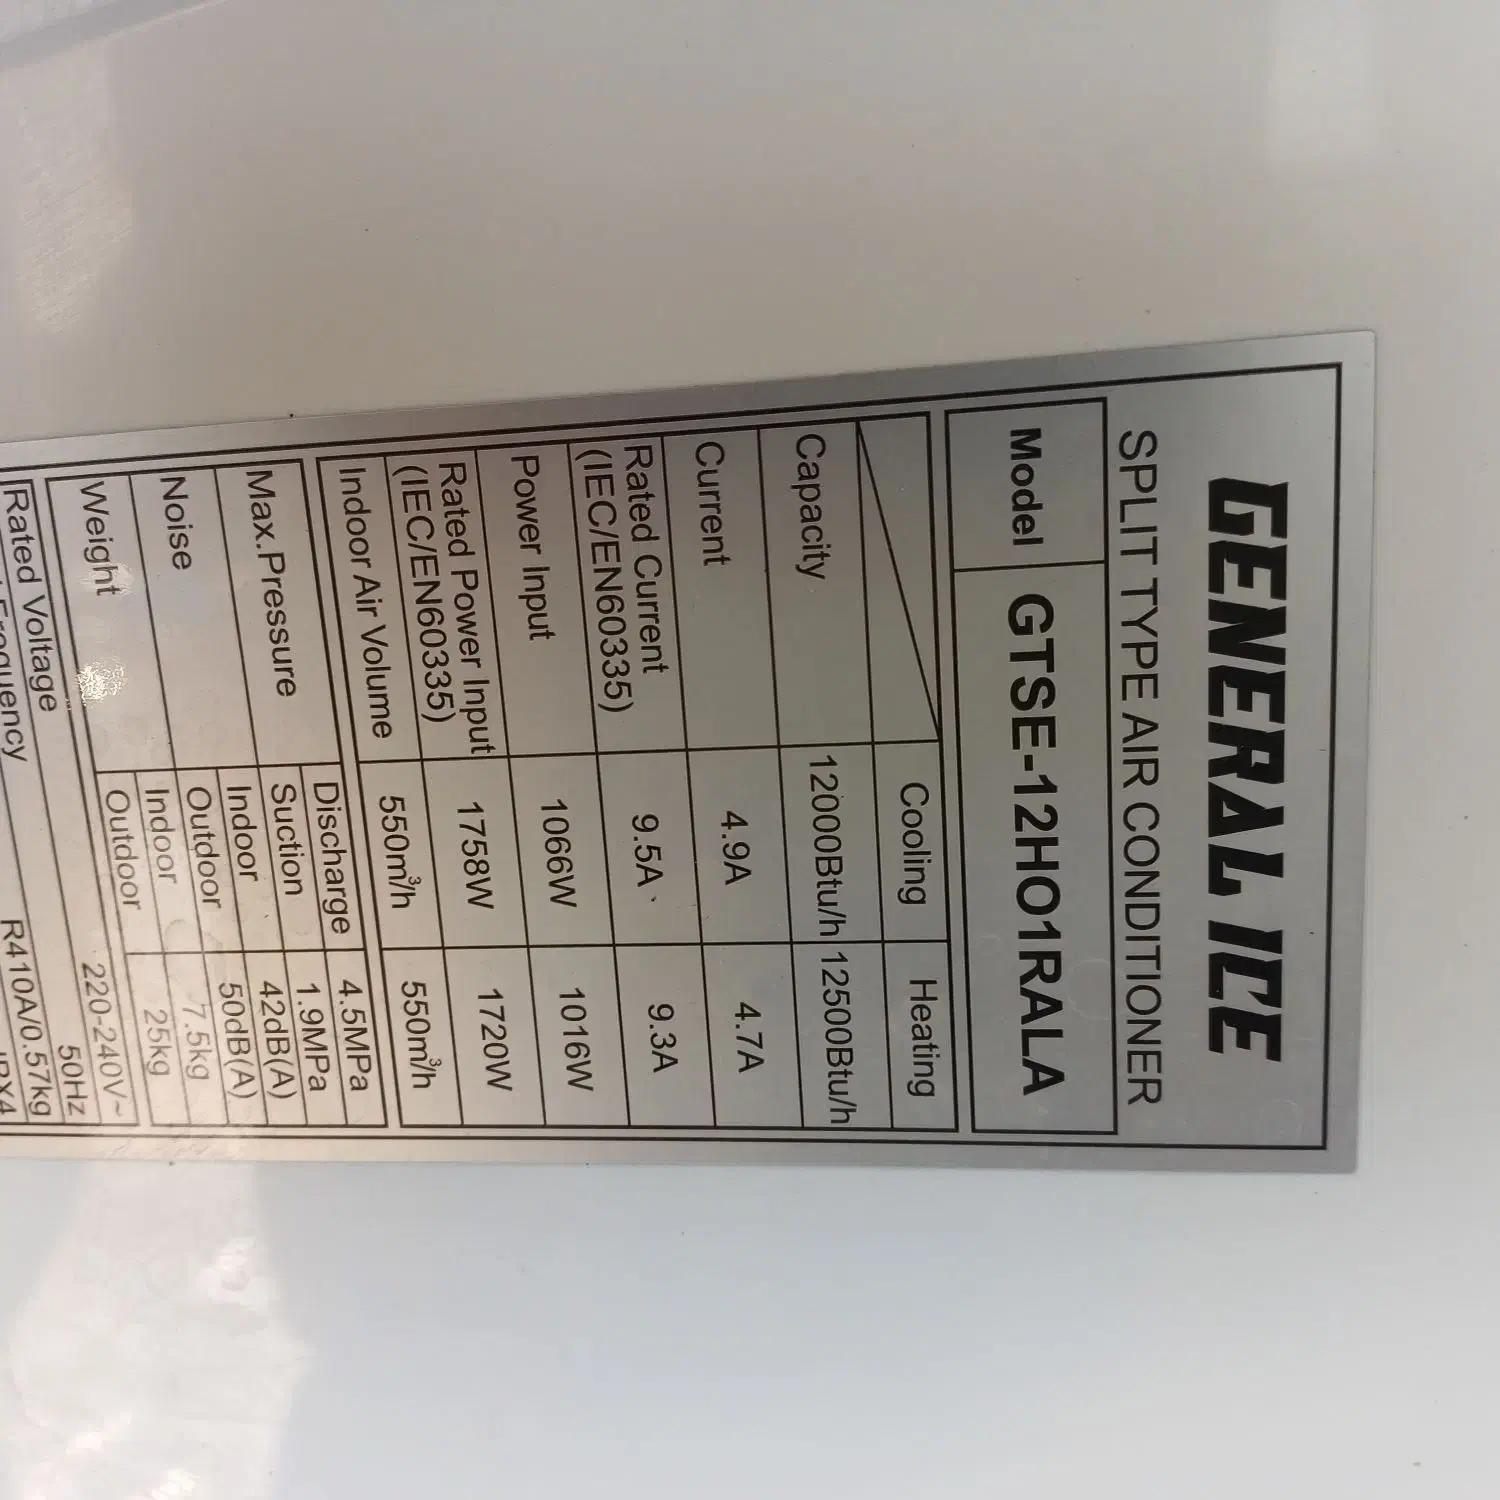 GENERAL ICE
SPLIT TYPE AIR CONDITIONER
Model GTSE-12HO1RALA
Cooling Heating
Capacity 12000Btu/h 12500Btu/h
Current 4.9A 4.7A
Rated Current
(IEC/EN60335) 9.5A 9.3A
Power Input 1066W 1016W
Rated Power Input
(IEC/EN60335) 1758W 1720W
Indoor Air Volume 550m³/h 550m³/h
Max.Pressure Discharge 4.5MPa
Suction 1.9MPa
Noise Indoor 42dB(A)
Outdoor 50dB(A)
Weight Indoor 7.5kg
Outdoor 25kg
Rated Voltage 220-240V~
50Hz
R410A/0.57kg
IPX4